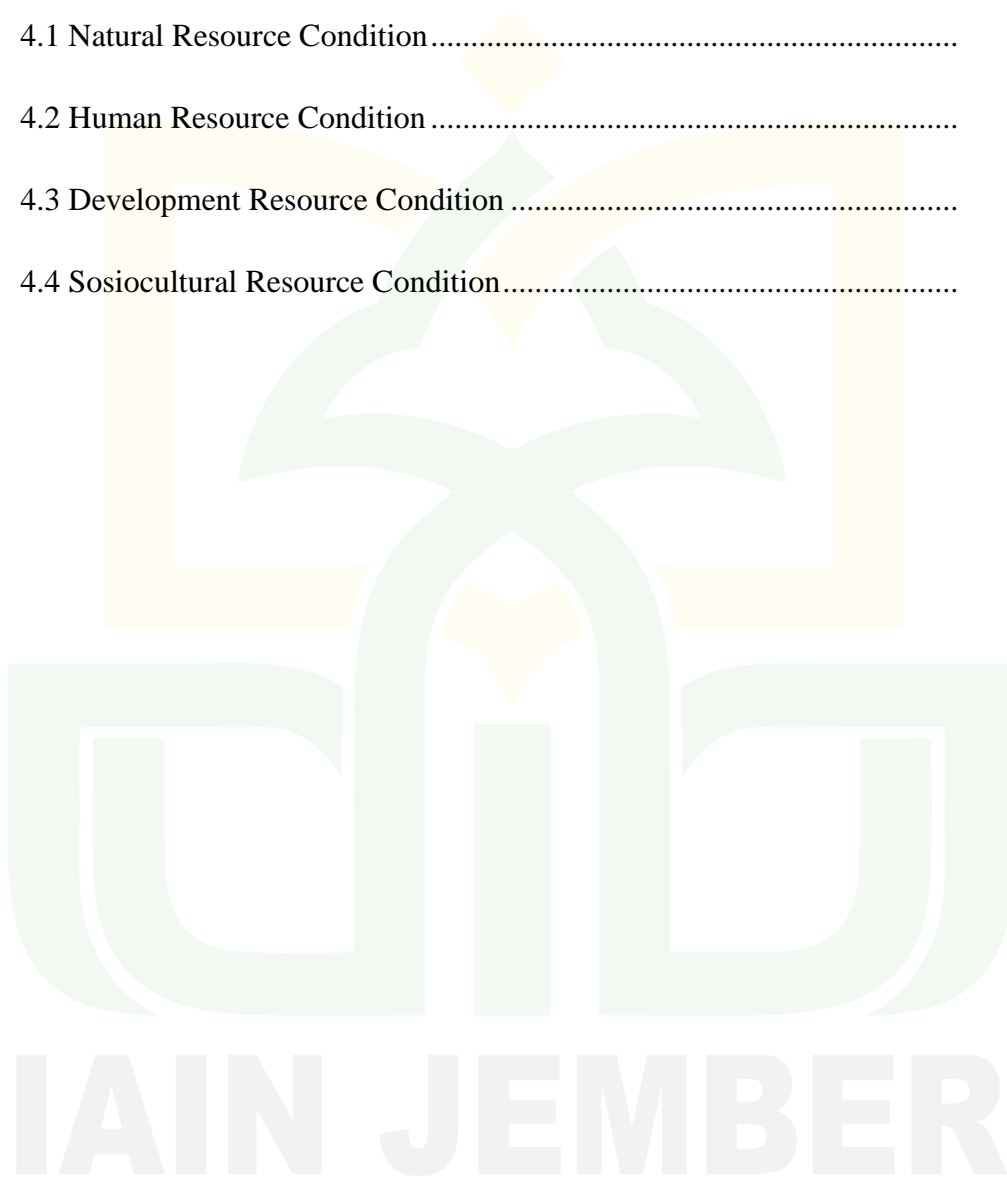 4.1 Natural Resource Condition..................................................................
4.2 Human Resource Condition..................................................................
4.3 Development Resource Condition........................................................
4.4 Sosiocultural Resource Condition.........................................................
IAIN JEMBER